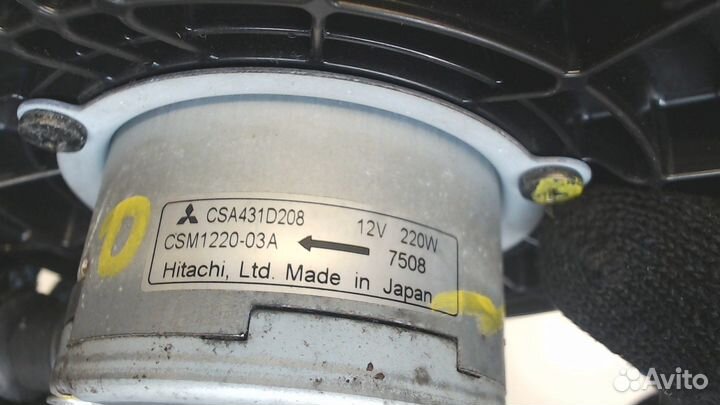 CSA431D208 12V 220W
CSM1220-03A 7508
Hitachi, Ltd. Made in Japan
Avito